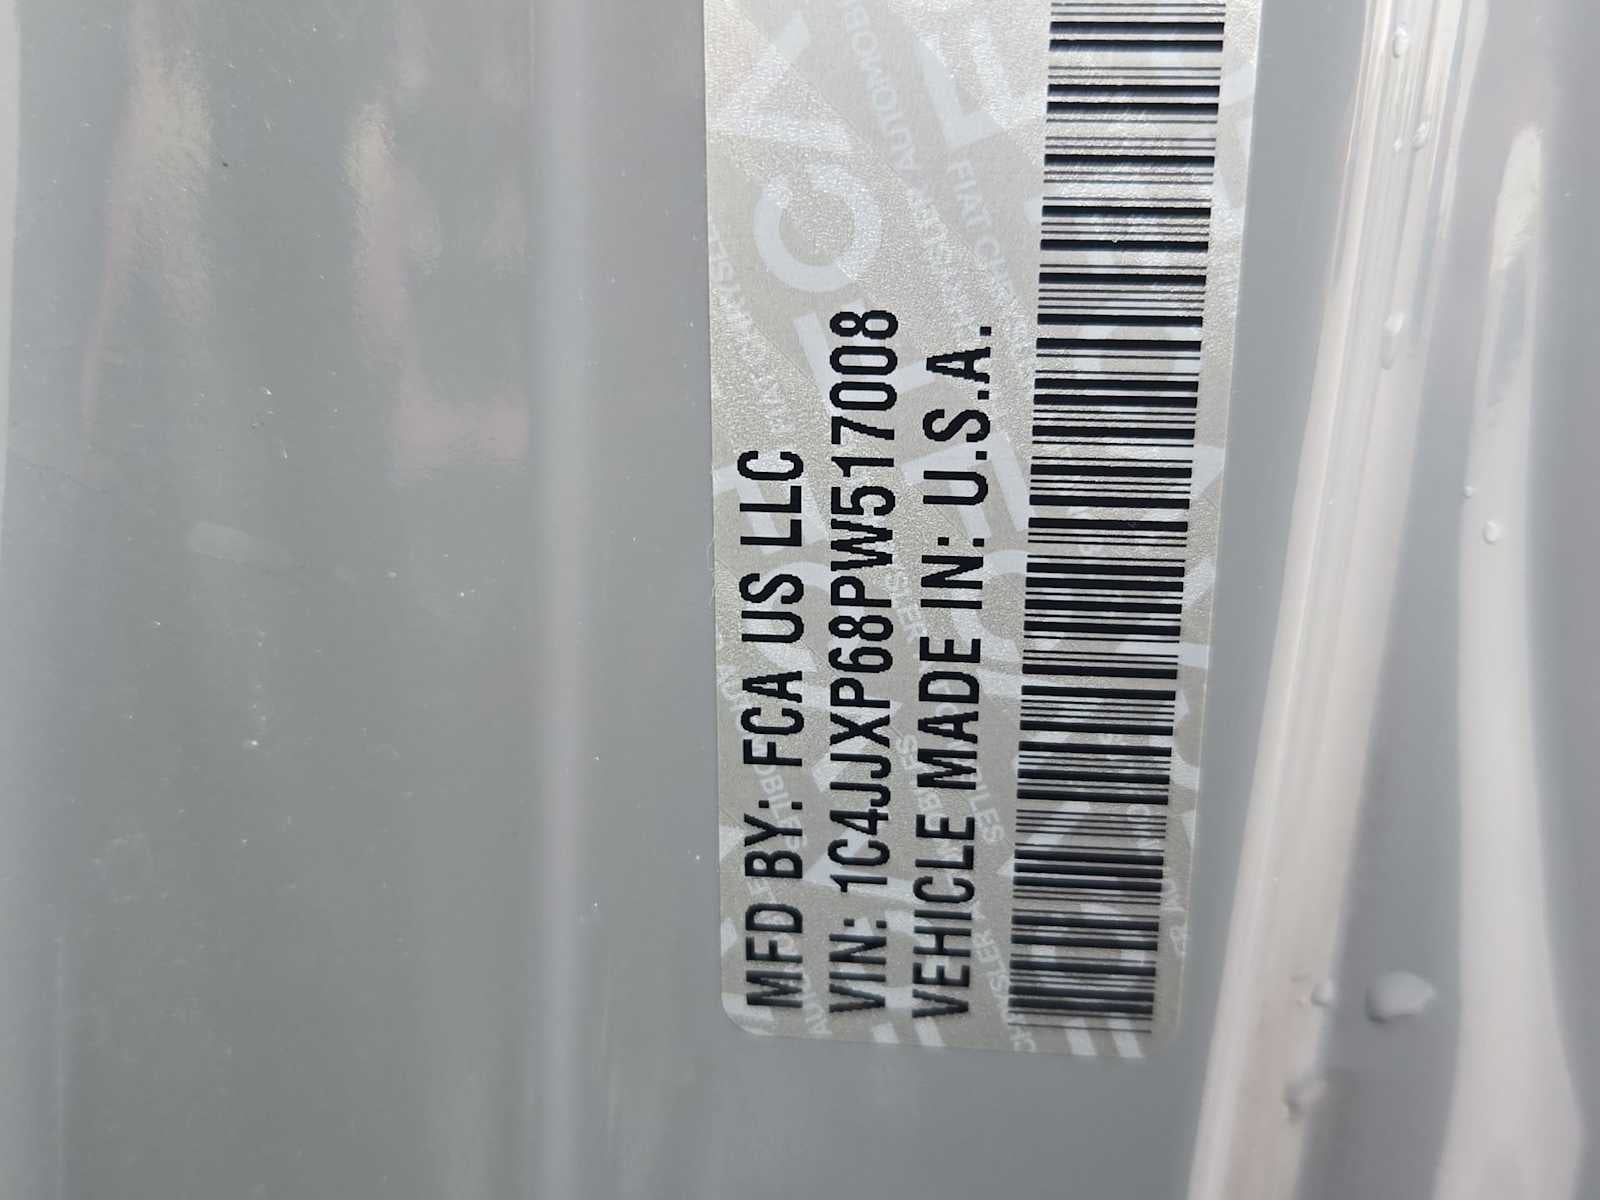 MFD BY: FCA US LLC
VIN: 1C4JJXP68PW517008
VEHICLE MADE IN: U.S.A.